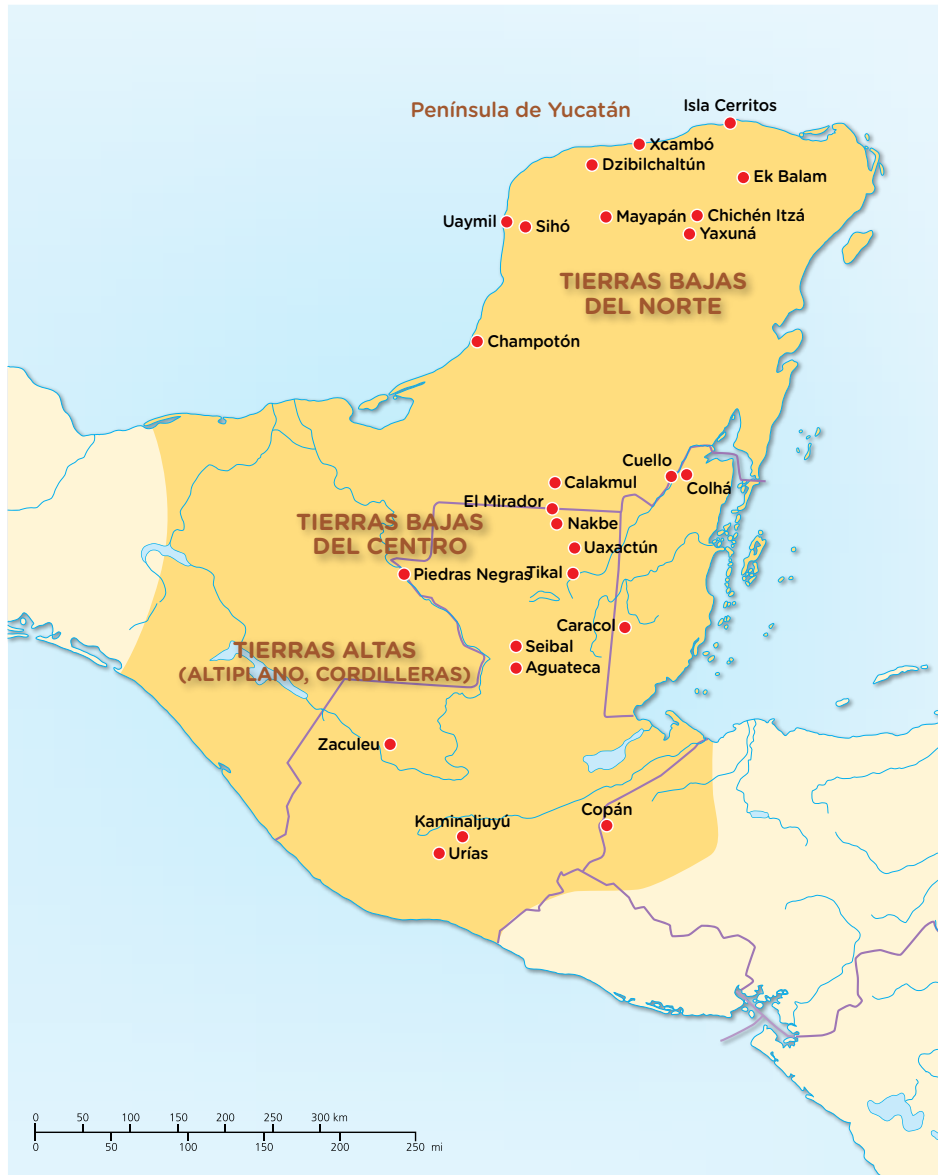 Isla Cerritos
Península de Yucatán
Xcambó
Dzibilchaltún
Ek Balam
Uaymil
Sihó
Mayapán
Chichén Itzá
Yaxuná
TIERRAS BAJAS
DEL NORTE
Champotón
Cuello
Calakmul
Colhá
El Mirador
TIERRAS BAJAS
DEL CENTRO
Nakbe
Uaxactún
Piedras Negras
Tikal
Caracol
TIERRAS ALTAS
(ALTIPLANO, CORDILLERAS)
Seibal
Aguateca
Zaculeu
Copán
Kaminaljuyú
Urías
0 50 100 150 200 250 300 km
0 50 100 150 200 250 mi